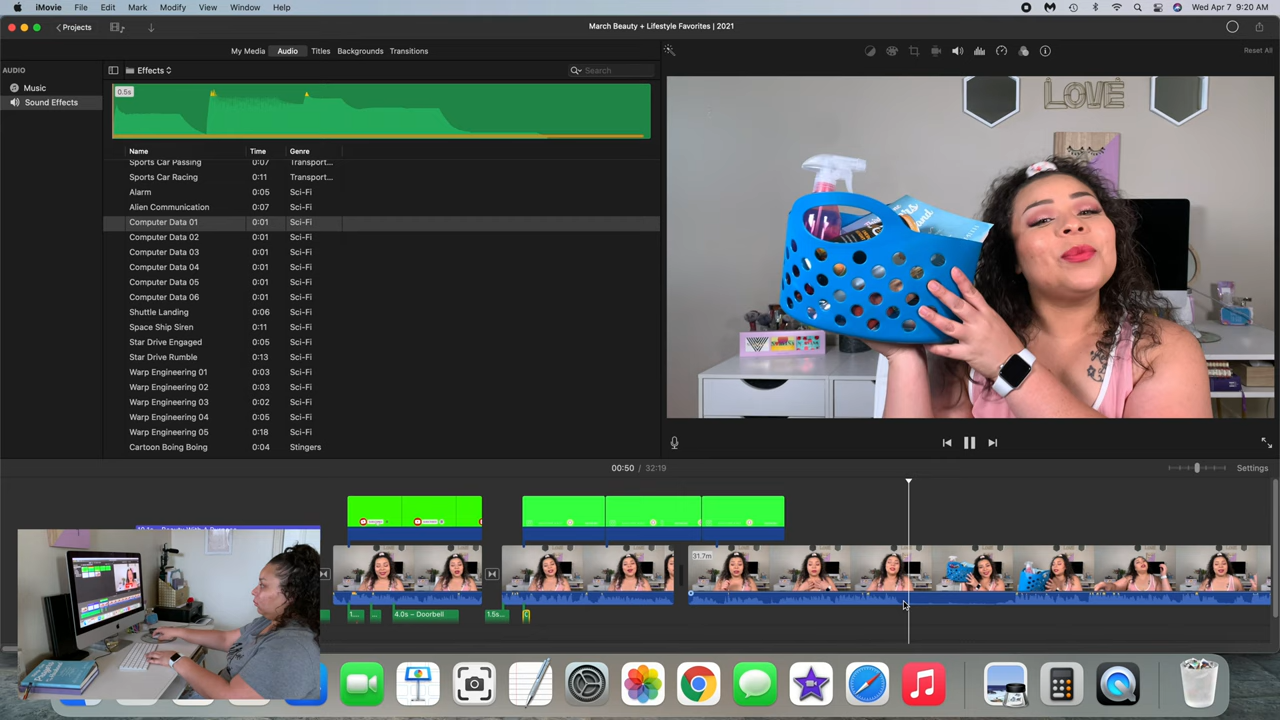 iMovie File Edit Mark Modify View Window Help Wed Apr 7 9:20 AM
Projects March Beauty + Lifestyle Favorites | 2021
My Media Audio Titles Backgrounds Transitions Reset All
AUDIO Effects Search
Music
Sound Effects
0.5s
LOVE
Name Time Genre
Sports Car Passing 0:07 Transport...
Sports Car Racing 0:11 Transport...
Alarm 0:05 Sci-Fi
Alien Communication 0:07 Sci-Fi
Computer Data 01 0:01 Sci-Fi
Computer Data 02 0:01 Sci-Fi
Computer Data 03 0:01 Sci-Fi
Computer Data 04 0:01 Sci-Fi
Computer Data 05 0:01 Sci-Fi
Computer Data 06 0:01 Sci-Fi
Shuttle Landing 0:06 Sci-Fi
Space Ship Siren 0:11 Sci-Fi
Star Drive Engaged 0:05 Sci-Fi
Star Drive Rumble 0:13 Sci-Fi
Warp Engineering 01 0:03 Sci-Fi
Warp Engineering 02 0:03 Sci-Fi
Warp Engineering 03 0:02 Sci-Fi
Warp Engineering 04 0:05 Sci-Fi
Warp Engineering 05 0:18 Sci-Fi
Cartoon Boing Boing 0:04 Stingers
00:50 / 32:19 Settings
31.7m
1... 4.0s – Doorbell 1.5s...